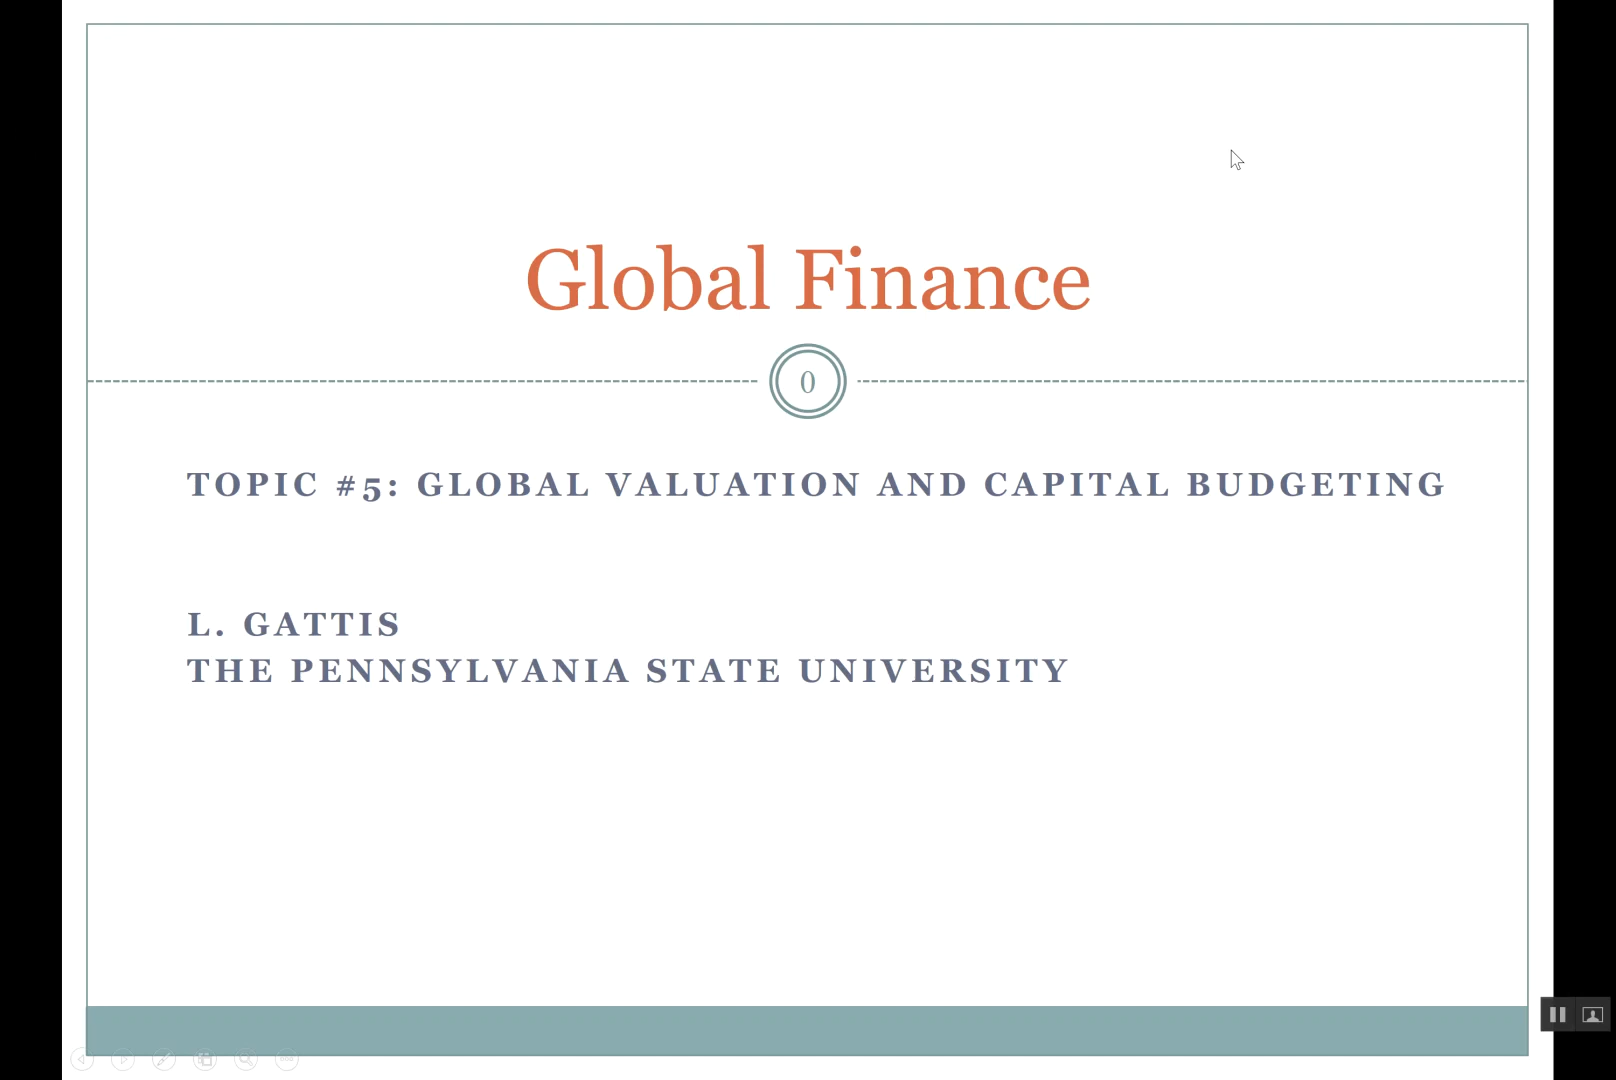 Global Finance
0
TOPIC #5: GLOBAL VALUATION AND CAPITAL BUDGETING
L. GATTIS
THE PENNSYLVANIA STATE UNIVERSITY